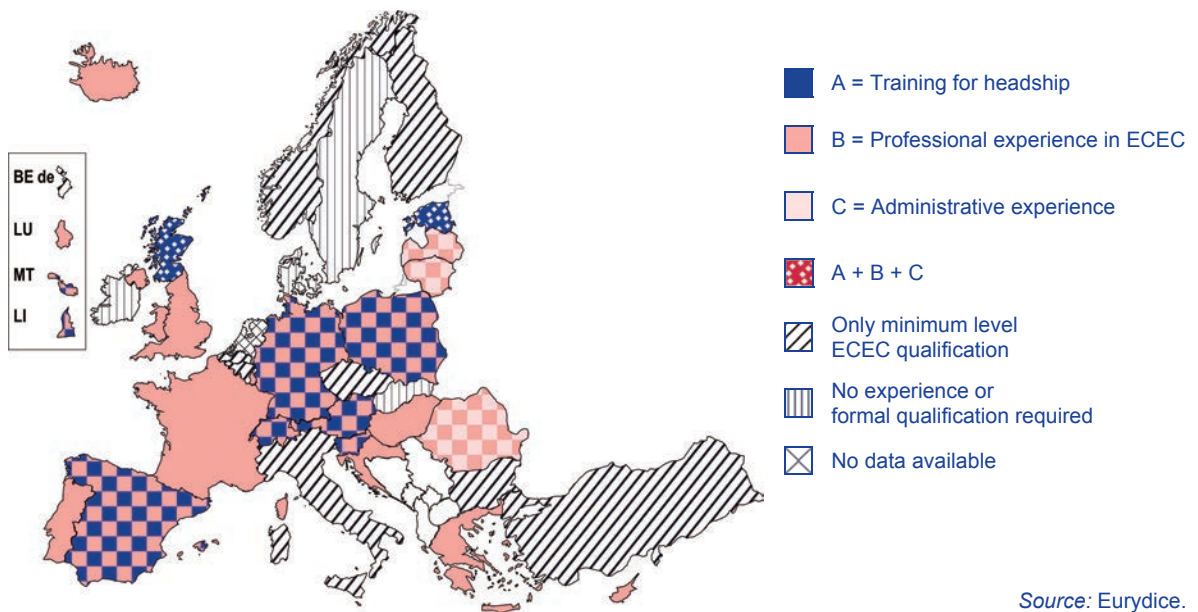 BE de
LU
MT
LI
A = Training for headship
B = Professional experience in ECEC
C = Administrative experience
A + B + C
Only minimum level
ECEC qualification
No experience or
formal qualification required
No data available
Source: Eurydice.